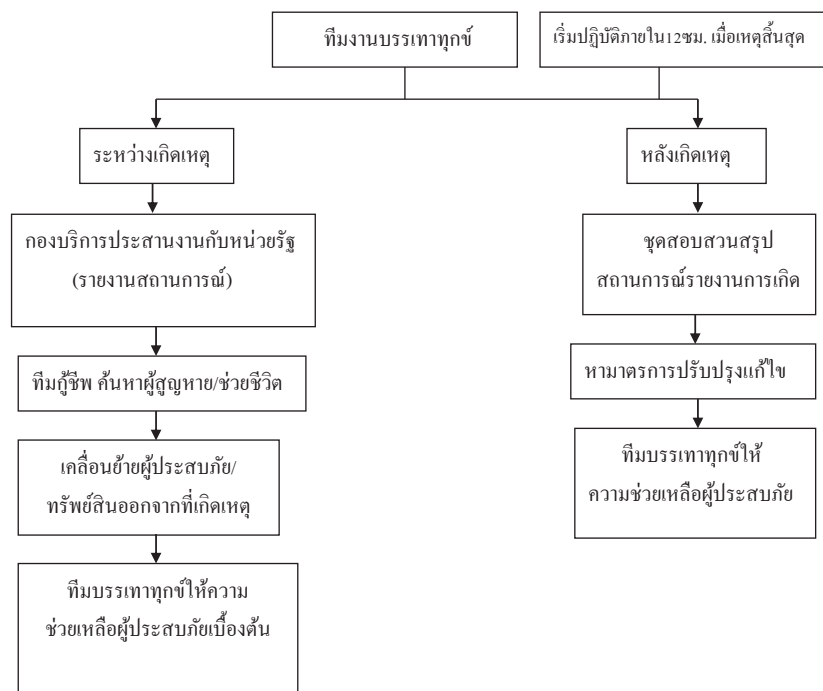 ทีมงานบรรเทาทุกข์
เริ่มปฏิบัติภายใน12ชม. เมื่อเหตุสิ้นสุด
ระหว่างเกิดเหตุ
หลังเกิดเหตุ
กองบริการประสานงานกับหน่วยรัฐ
(รายงานสถานการณ์)
ชุดสอบสวนสรุป
สถานการณ์รายงานการเกิด
ทีมกู้ชีพ ค้นหาผู้สูญหาย/ช่วยชีวิต
หามาตรการปรับปรุงแก้ไข
เคลื่อนย้ายผู้ประสบภัย/
ทรัพย์สินออกจากที่เกิดเหตุ
ทีมบรรเทาทุกข์ให้
ความช่วยเหลือผู้ประสบภัย
ทีมบรรเทาทุกข์ให้ความ
ช่วยเหลือผู้ประสบภัยเบื้องต้น